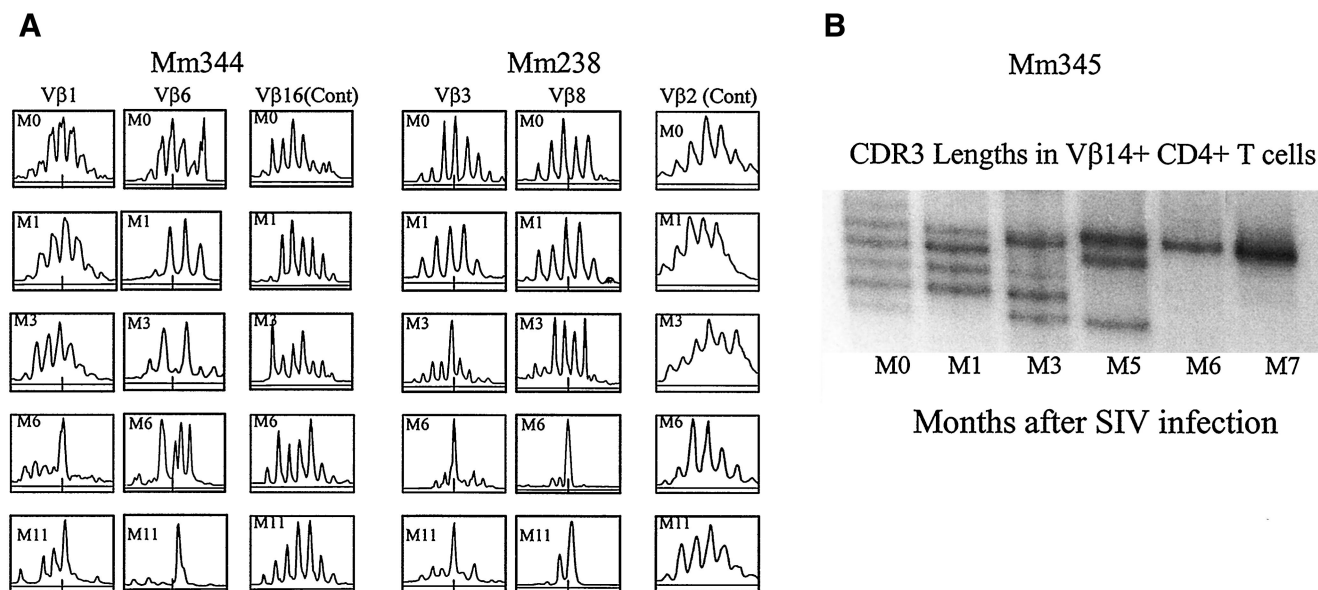 A
Mm344
Mm238
Vβ1 Vβ6 Vβ16(Cont) Vβ3 Vβ8 Vβ2 (Cont)
M0 M0 M0 M0 M0 M0
M1 M1 M1 M1 M1 M1
M3 M3 M3 M3 M3 M3
M6 M6 M6 M6 M6 M6
M11 M11 M11 M11 M11 M11
B
Mm345
CDR3 Lengths in Vβ14+ CD4+ T cells
M0 M1 M3 M5 M6 M7
Months after SIV infection